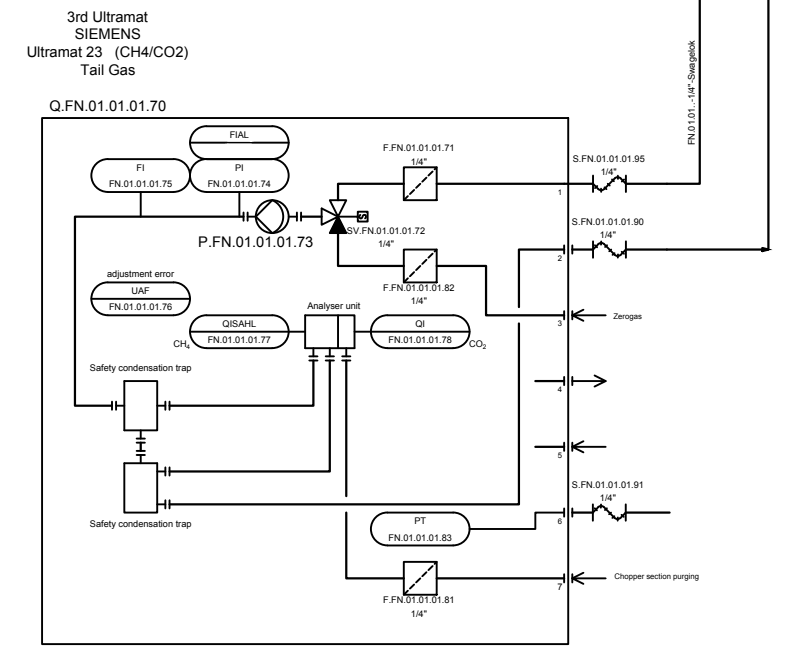 3rd Ultramat
SIEMENS
Ultramat 23 (CH4/CO2)
Tail Gas
Q.FN.01.01.01.70
FN.01.01..-1/4"-Swagelok
FIAL
FI
FN.01.01.01.75
PI
FN.01.01.01.74
F.FN.01.01.01.71
1/4"
S.FN.01.01.01.95
1/4"
1
P.FN.01.01.01.73
S
SV.FN.01.01.01.72
1/4"
S.FN.01.01.01.90
1/4"
2
F.FN.01.01.01.82
1/4"
adjustment error
UAF
FN.01.01.01.76
Analyser unit
3
Zerogas
CH4
QISAHL
FN.01.01.01.77
QI
FN.01.01.01.78
CO2
Safety condensation trap
4
5
Safety condensation trap
S.FN.01.01.01.91
1/4"
6
PT
FN.01.01.01.83
7
Chopper section purging
F.FN.01.01.01.81
1/4"